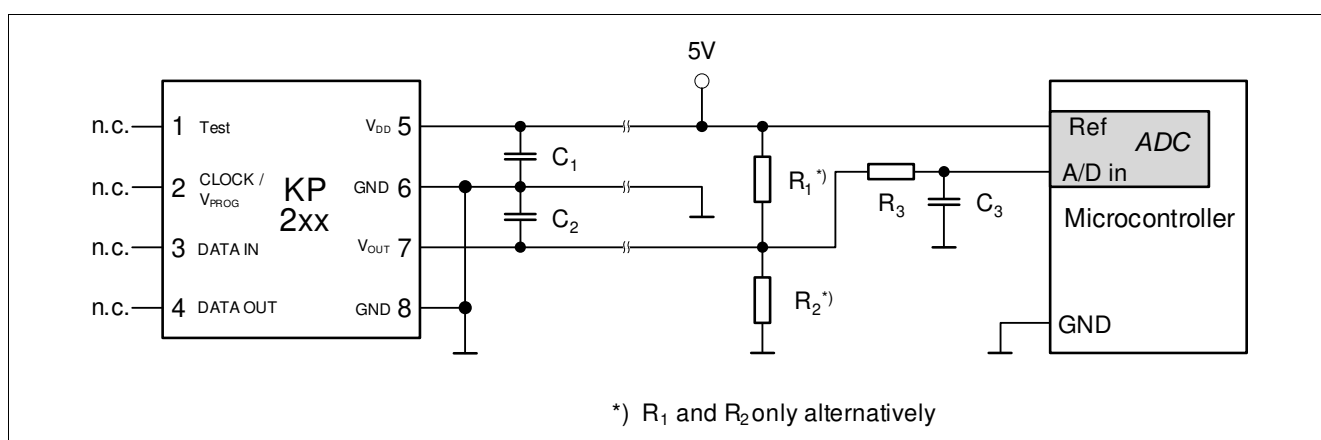 5V
n.c. 1 Test
n.c. 2 CLOCK / VPROG
n.c. 3 DATA IN
n.c. 4 DATA OUT
KP
2xx
VDD 5
GND 6
VOUT 7
GND 8
C1
C2
R1*)
R2*)
R3
C3
Ref
ADC
A/D in
Microcontroller
GND
*) R1 and R2 only alternatively